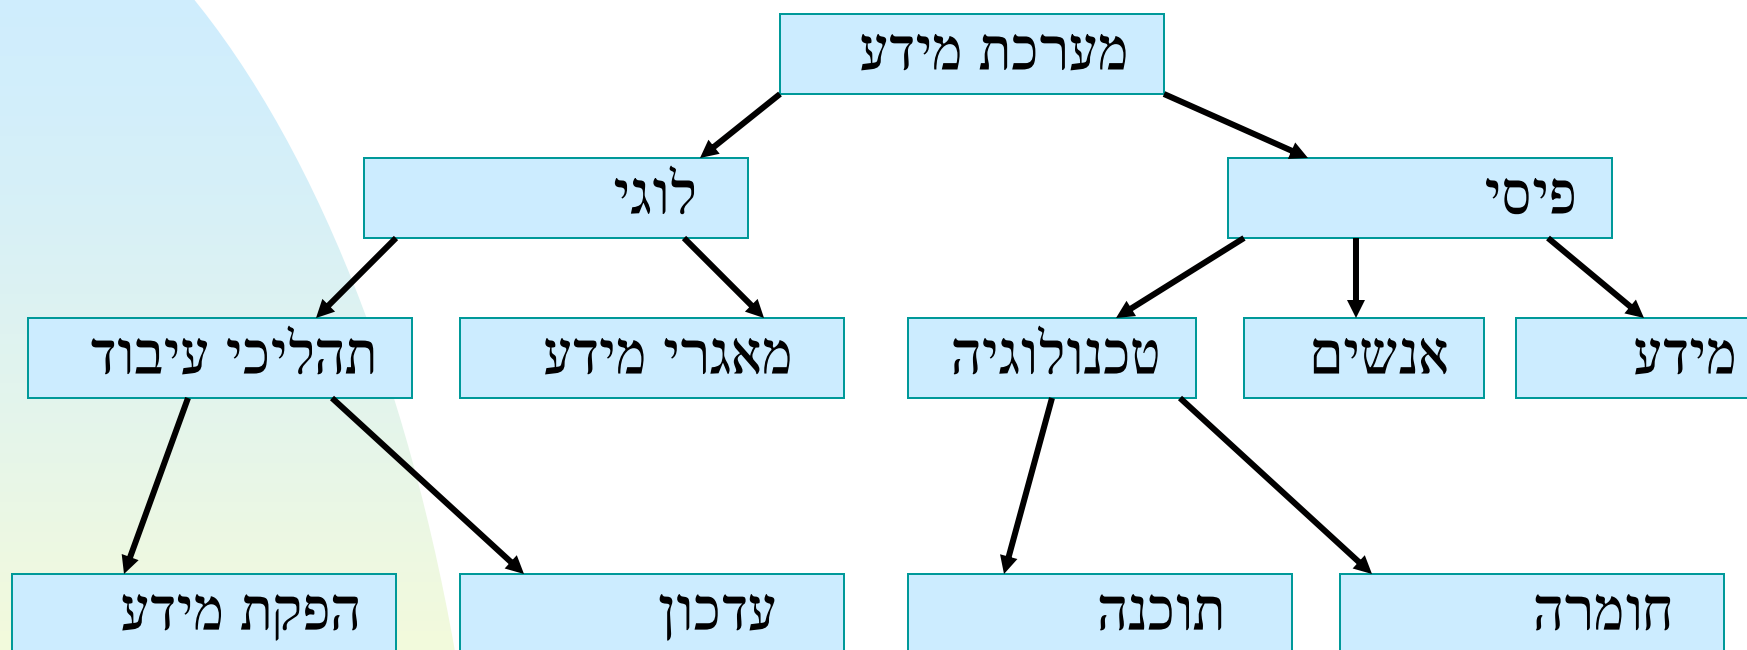 מערכת מידע
פיסי
לוגי
מידע
אנשים
טכנולוגיה
מאגרי מידע
תהליכי עיבוד
חומרה
תוכנה
עדכון
הפקת מידע